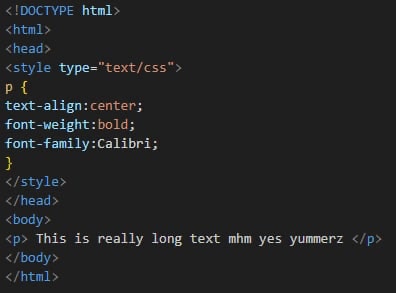 <!DOCTYPE html>
<html>
<head>
<style type="text/css">
p {
text-align:center;
font-weight:bold;
font-family:Calibri;
}
</style>
</head>
<body>
<p> This is really long text mhm yes yummerz </p>
</body>
</html>